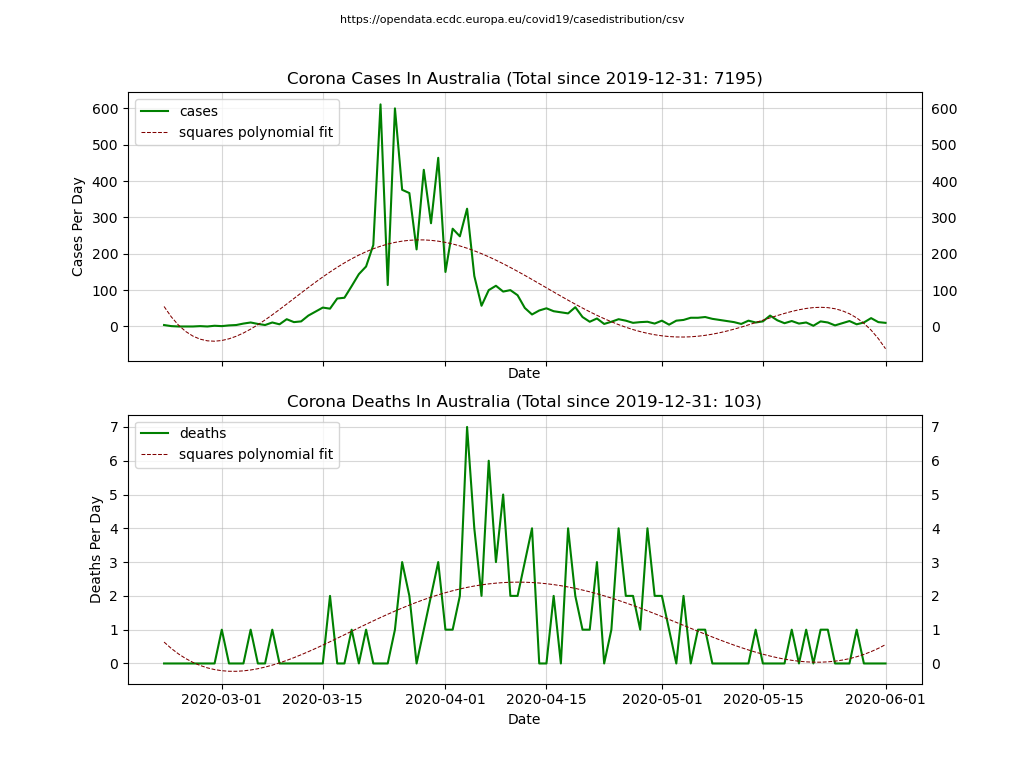 https://opendata.ecdc.europa.eu/covid19/casedistribution/csv
Corona Cases In Australia (Total since 2019-12-31: 7195)
cases
squares polynomial fit
Cases Per Day
600 600
500 500
400 400
300 300
200 200
100 100
0 0
Date
Corona Deaths In Australia (Total since 2019-12-31: 103)
deaths
squares polynomial fit
Deaths Per Day
7 7
6 6
5 5
4 4
3 3
2 2
1 1
0 0
2020-03-01 2020-03-15 2020-04-01 2020-04-15 2020-05-01 2020-05-15 2020-06-01
Date